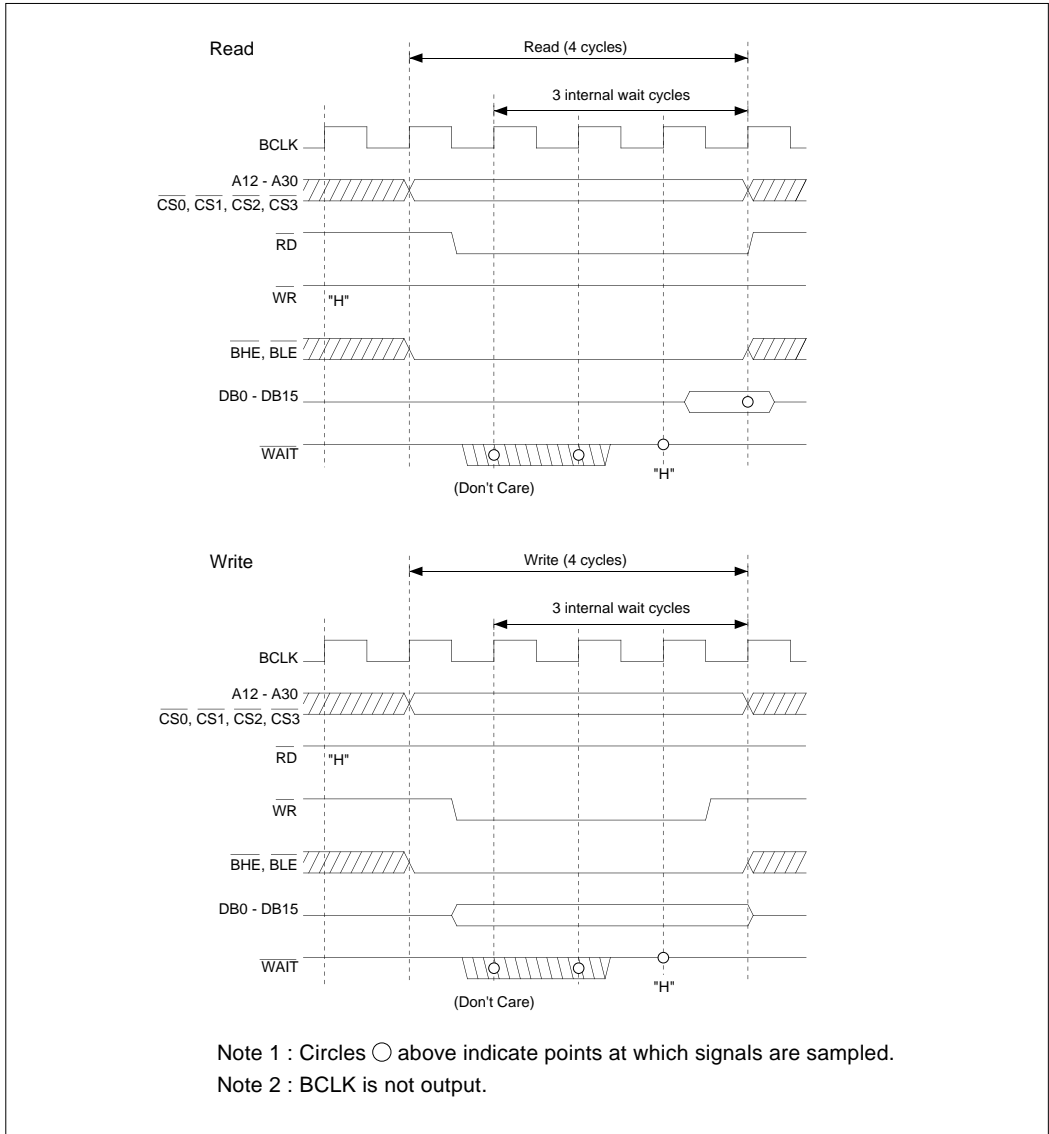 Read
Read (4 cycles)
3 internal wait cycles
BCLK
A12 - A30
CS0, CS1, CS2, CS3
RD
WR "H"
BHE, BLE
DB0 - DB15
WAIT
"H"
(Don't Care)
Write
Write (4 cycles)
3 internal wait cycles
BCLK
A12 - A30
CS0, CS1, CS2, CS3
RD "H"
WR
BHE, BLE
DB0 - DB15
WAIT
"H"
(Don't Care)
Note 1 : Circles ○ above indicate points at which signals are sampled.
Note 2 : BCLK is not output.